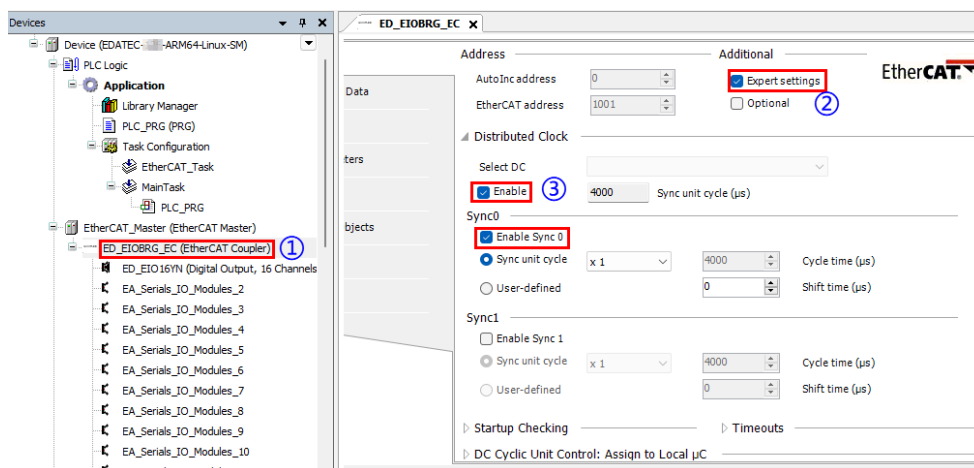 Devices
Device (EDATEC- -ARM64-Linux-SM)
PLC Logic
Application
Library Manager
PLC_PRG (PRG)
Task Configuration
EtherCAT_Task
MainTask
PLC_PRG
EtherCAT_Master (EtherCAT Master)
ED_EIOBRG_EC (EtherCAT Coupler) ①
ED_EIO16YN (Digital Output, 16 Channels
EA_Serials_IO_Modules_2
EA_Serials_IO_Modules_3
EA_Serials_IO_Modules_4
EA_Serials_IO_Modules_5
EA_Serials_IO_Modules_6
EA_Serials_IO_Modules_7
EA_Serials_IO_Modules_8
EA_Serials_IO_Modules_9
EA_Serials_IO_Modules_10
ED_EIOBRG_EC
Data
ters
bjects
Address Additional
AutoInc address 0 Expert settings
EtherCAT address 1001 Optional ②
EtherCAT
Distributed Clock
Select DC
Enable ③ 4000 Sync unit cycle (µs)
Sync0
Enable Sync 0
Sync unit cycle x 1 4000 Cycle time (µs)
User-defined 0 Shift time (µs)
Sync1
Enable Sync 1
Sync unit cycle x 1 4000 Cycle time (µs)
User-defined 0 Shift time (µs)
Startup Checking Timeouts
DC Cyclic Unit Control: Assign to Local µC